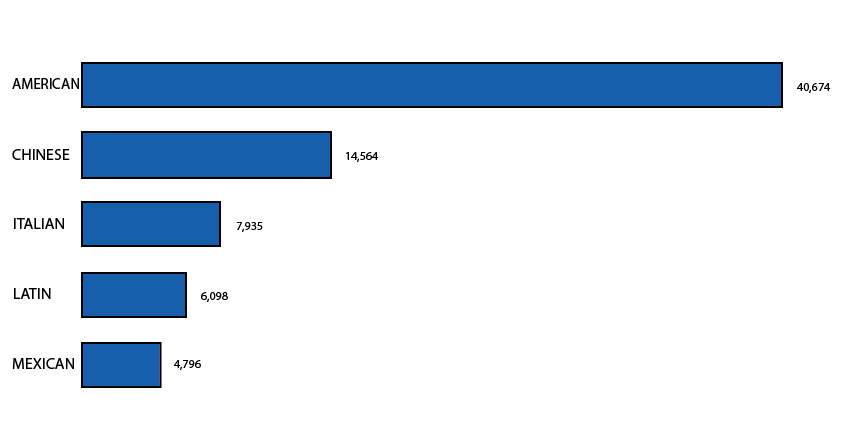 AMERICAN 40,674
CHINESE 14,564
ITALIAN 7,935
LATIN 6,098
MEXICAN 4,796